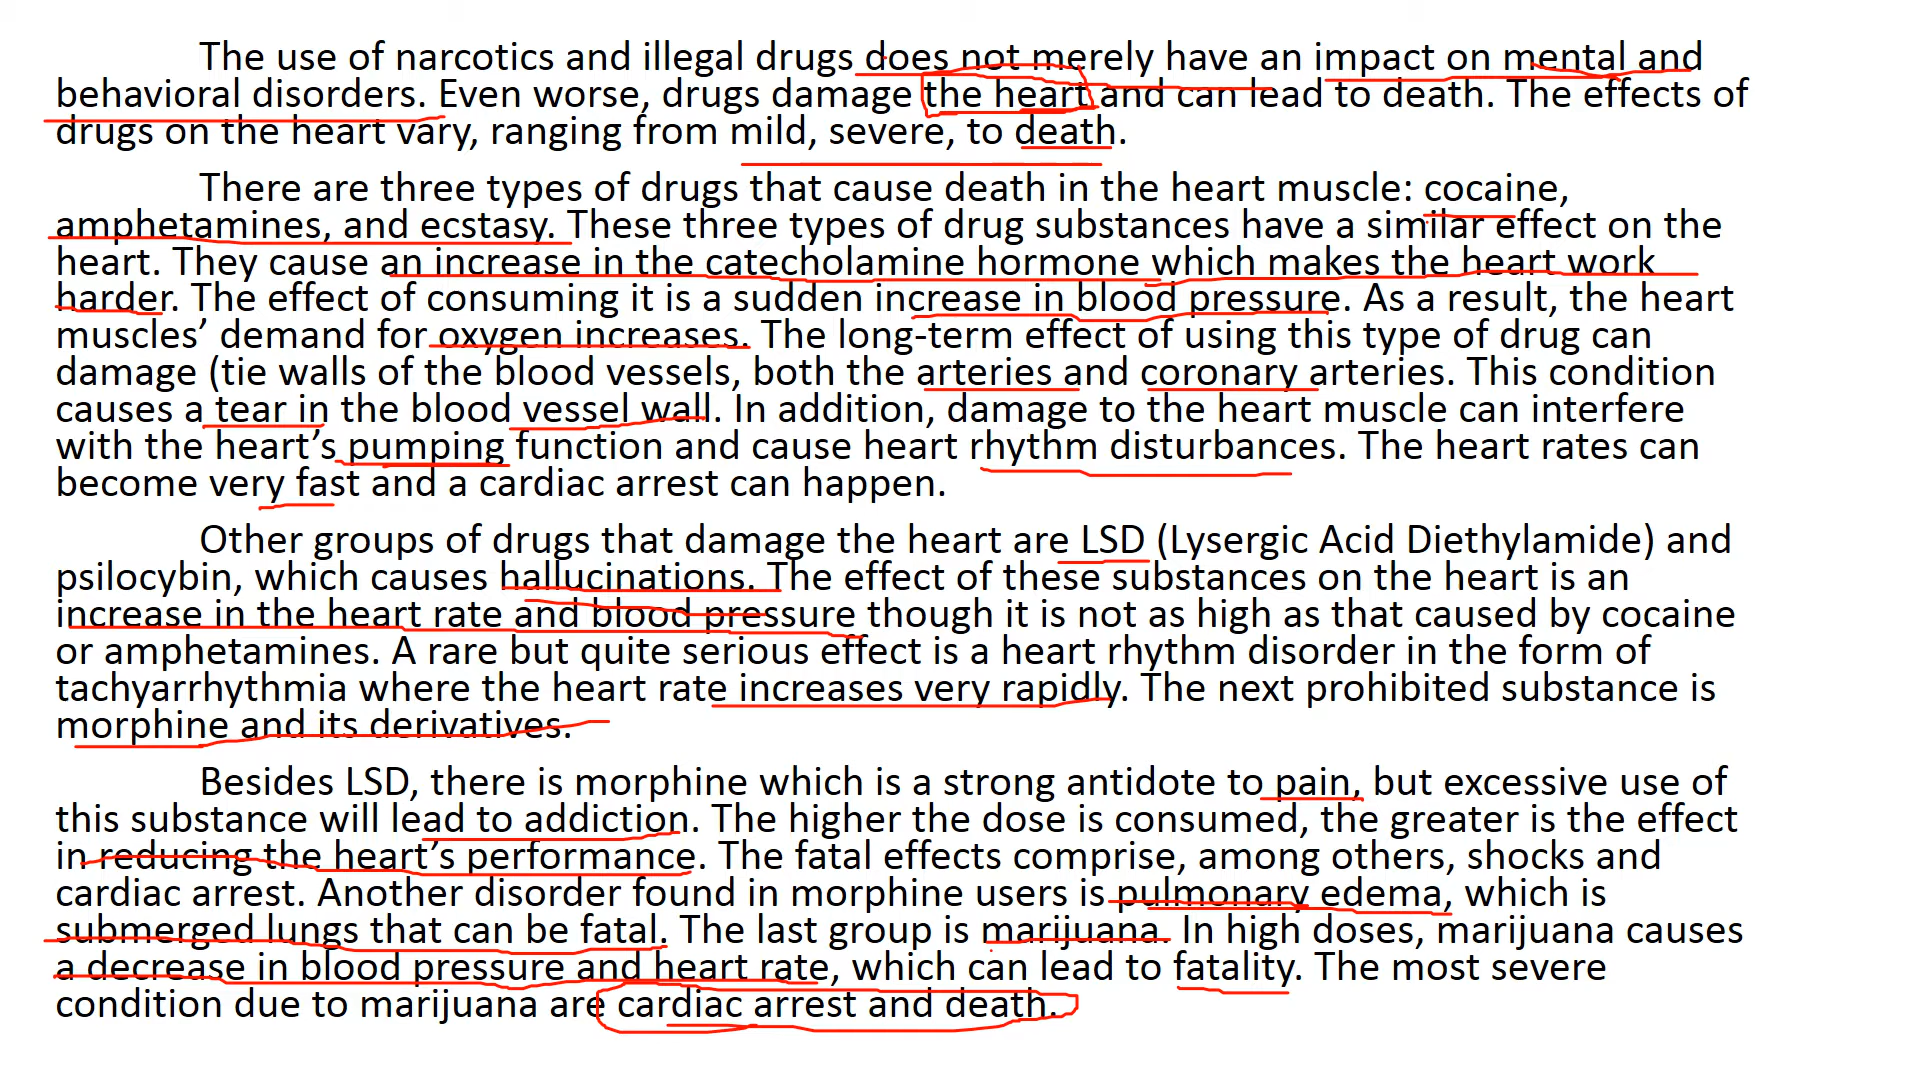 The use of narcotics and illegal drugs does not merely have an impact on mental and
behavioral disorders. Even worse, drugs damage the heart and can lead to death. The effects of
drugs on the heart vary, ranging from mild, severe, to death.
There are three types of drugs that cause death in the heart muscle: cocaine,
amphetamines, and ecstasy. These three types of drug substances have a similar effect on the
heart. They cause an increase in the catecholamine hormone which makes the heart work
harder. The effect of consuming it is a sudden increase in blood pressure. As a result, the heart
muscles’ demand for oxygen increases. The long-term effect of using this type of drug can
damage (tie walls of the blood vessels, both the arteries and coronary arteries. This condition
causes a tear in the blood vessel wall. In addition, damage to the heart muscle can interfere
with the heart’s pumping function and cause heart rhythm disturbances. The heart rates can
become very fast and a cardiac arrest can happen.
Other groups of drugs that damage the heart are LSD (Lysergic Acid Diethylamide) and
psilocybin, which causes hallucinations. The effect of these substances on the heart is an
increase in the heart rate and blood pressure though it is not as high as that caused by cocaine
or amphetamines. A rare but quite serious effect is a heart rhythm disorder in the form of
tachyarrhythmia where the heart rate increases very rapidly. The next prohibited substance is
morphine and its derivatives.
Besides LSD, there is morphine which is a strong antidote to pain, but excessive use of
this substance will lead to addiction. The higher the dose is consumed, the greater is the effect
in reducing the heart’s performance. The fatal effects comprise, among others, shocks and
cardiac arrest. Another disorder found in morphine users is pulmonary edema, which is
submerged lungs that can be fatal. The last group is marijuana. In high doses, marijuana causes
a decrease in blood pressure and heart rate, which can lead to fatality. The most severe
condition due to marijuana are cardiac arrest and death.